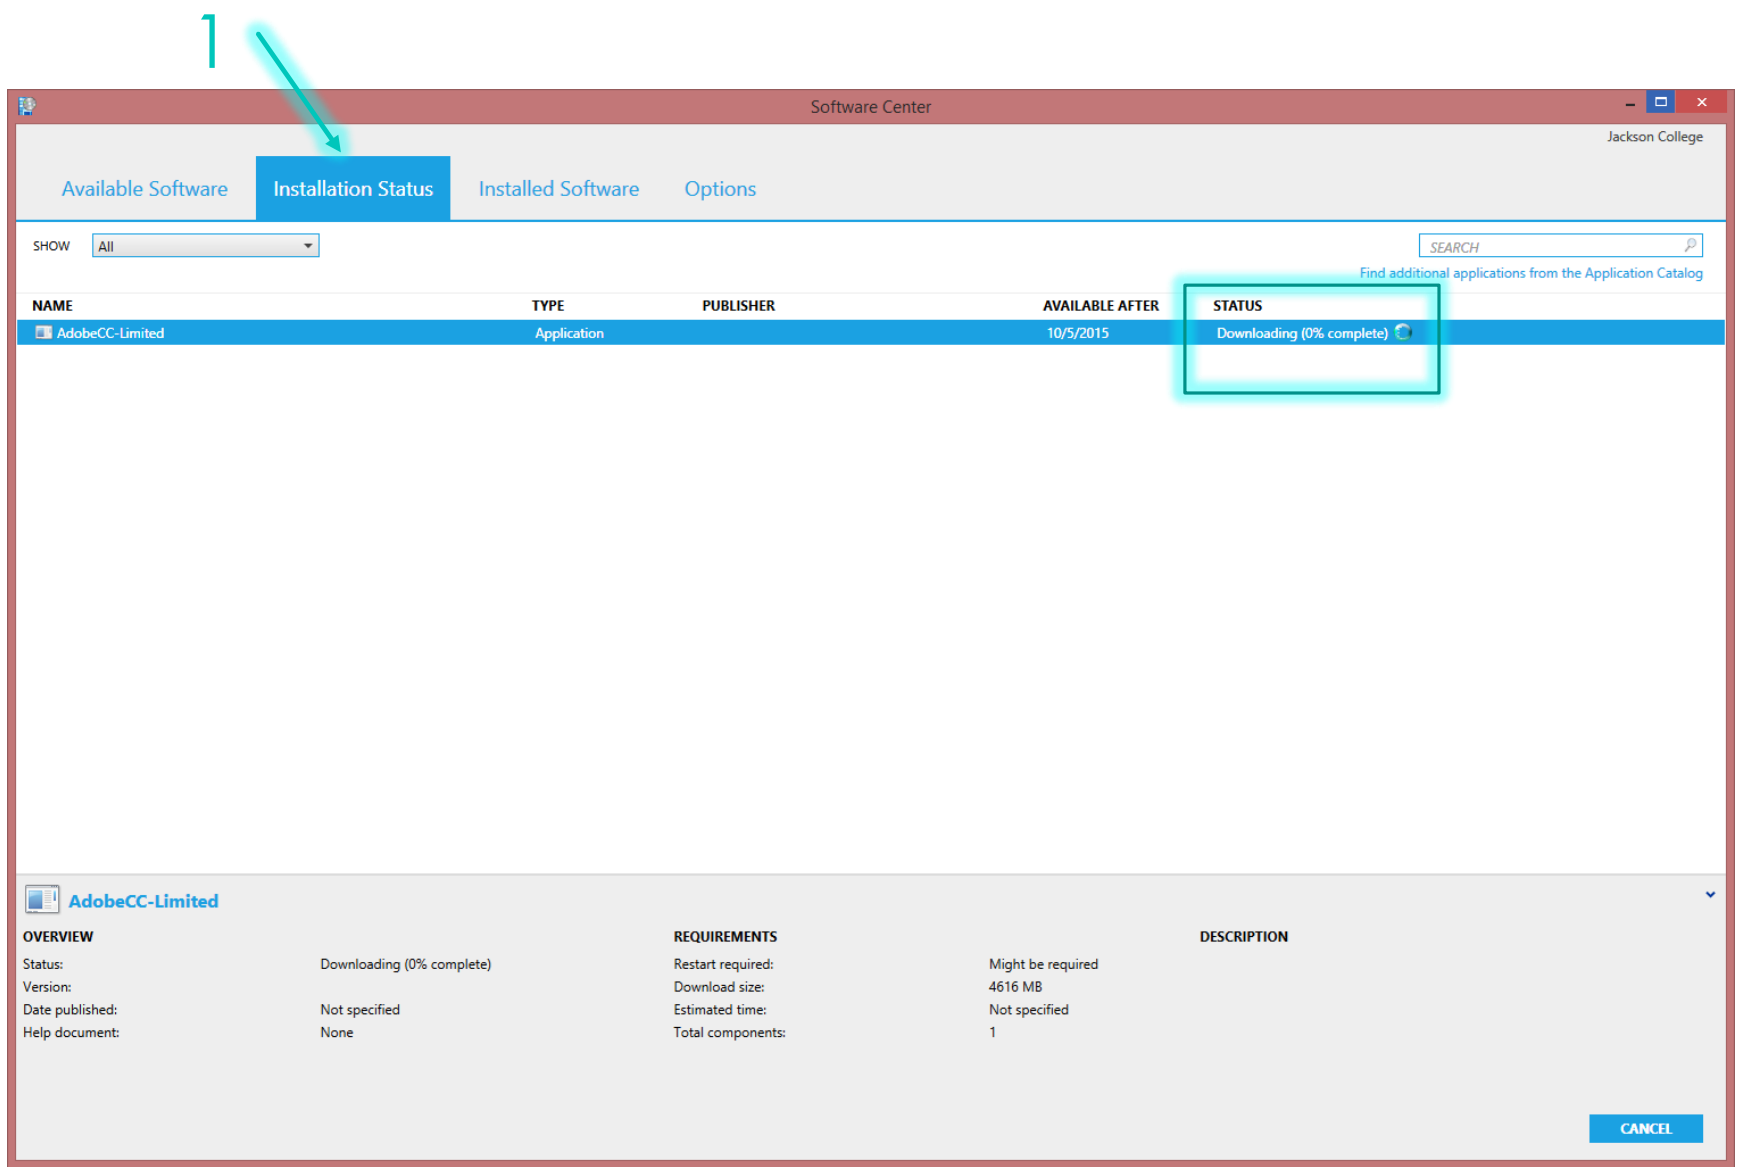 1
Software Center
Jackson College
Available Software Installation Status Installed Software Options
SHOW All SEARCH
Find additional applications from the Application Catalog
NAME TYPE PUBLISHER AVAILABLE AFTER STATUS
AdobeCC-Limited Application 10/5/2015 Downloading (0% complete)
AdobeCC-Limited
OVERVIEW REQUIREMENTS DESCRIPTION
Status: Downloading (0% complete) Restart required: Might be required
Version: Download size: 4616 MB
Date published: Not specified Estimated time: Not specified
Help document: None Total components: 1
CANCEL